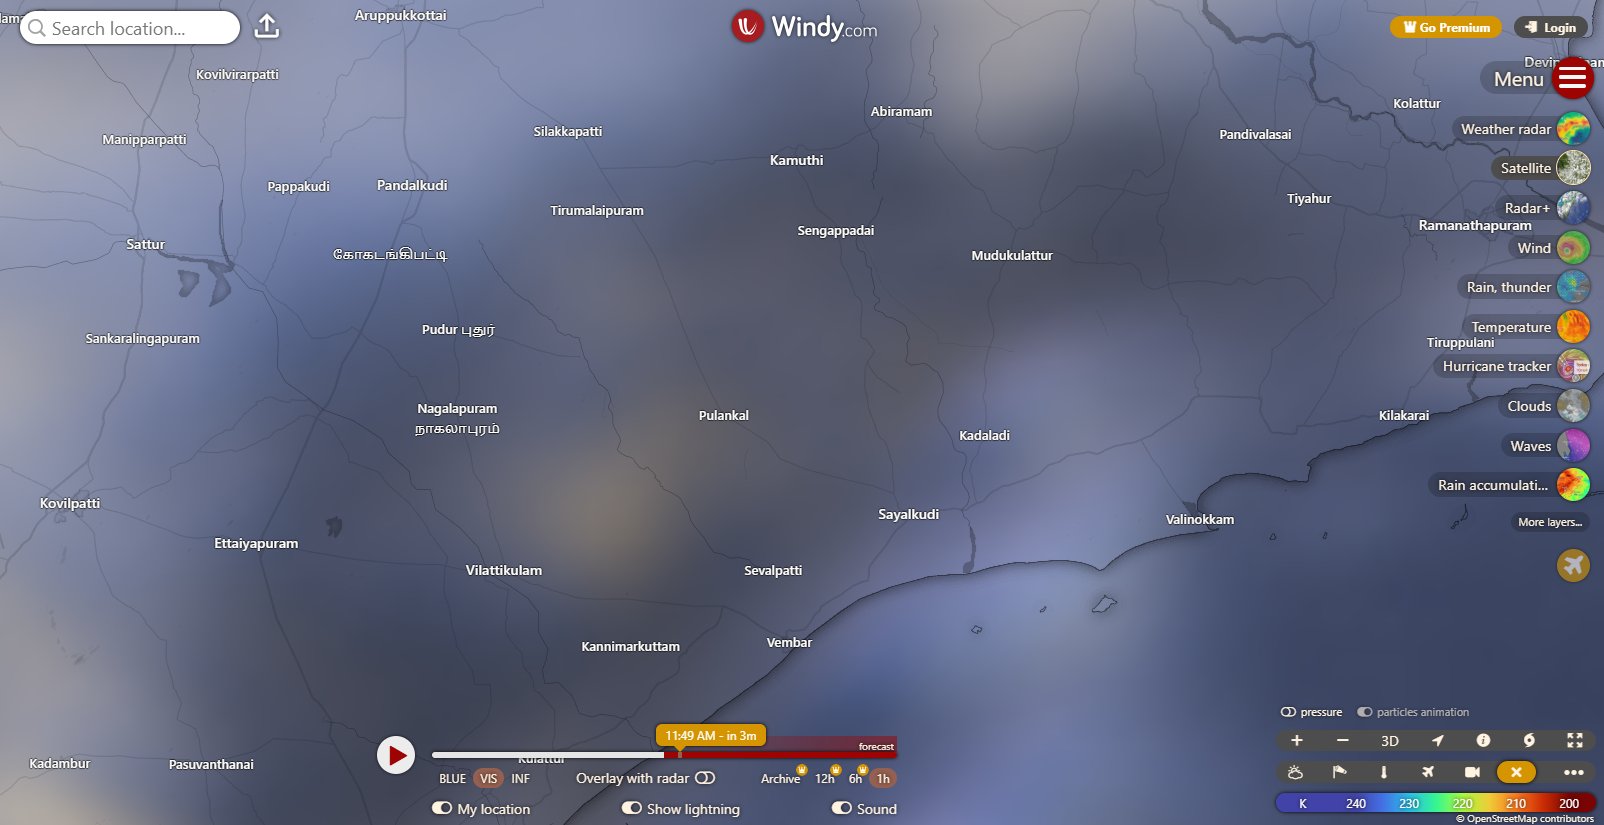 Search location...
Aruppukkottai
Windy.com
Go Premium
Login
Menu
Kovilvirarpatti
Abiramam
Kolattur
Manipparpatti
Silakkapatti
Pandivalasai
Weather radar
Kamuthi
Satellite
Pappakudi
Pandalkudi
Tirumalaipuram
Tiyahur
Radar+
Sengappadai
Ramanathapuram
Sattur
கோகடங்கிபட்டி
Mudukulattur
Wind
Rain, thunder
Pudur புதுர்
Temperature
Sankaralingapuram
Tiruppulani
Hurricane tracker
Nagalapuram
நாகலாபுரம்
Pulankal
Kilakarai
Clouds
Kadaladi
Waves
Rain accumulati...
Kovilpatti
Sayalkudi
Valinokkam
More layers...
Ettaiyapuram
Vilattikulam
Sevalpatti
Kannimarkuttam
Vembar
pressure
particles animation
11:49 AM - in 3m
forecast
3D
Kadambur
Pasuvanthanai
Kulattur
BLUE VIS INF
Overlay with radar
Archive 12h 6h 1h
My location
Show lightning
Sound
K 240 230 220 210 200
© OpenStreetMap contributors